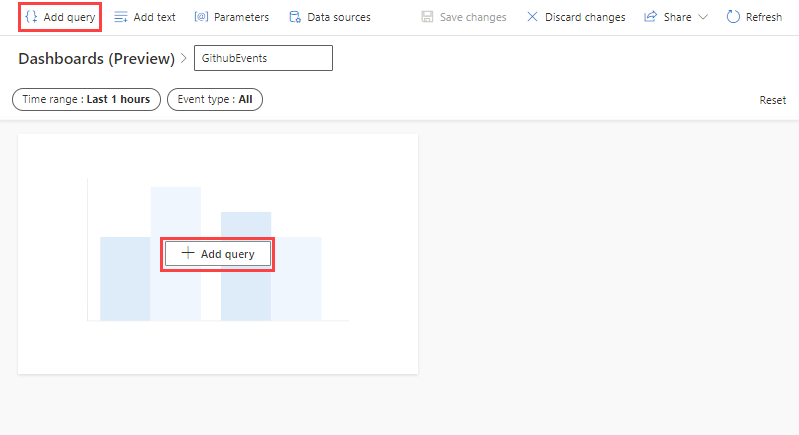 Add query Add text Parameters Data sources Save changes Discard changes Share Refresh
Dashboards (Preview) > GithubEvents
Time range : Last 1 hours Event type : All Reset
Add query